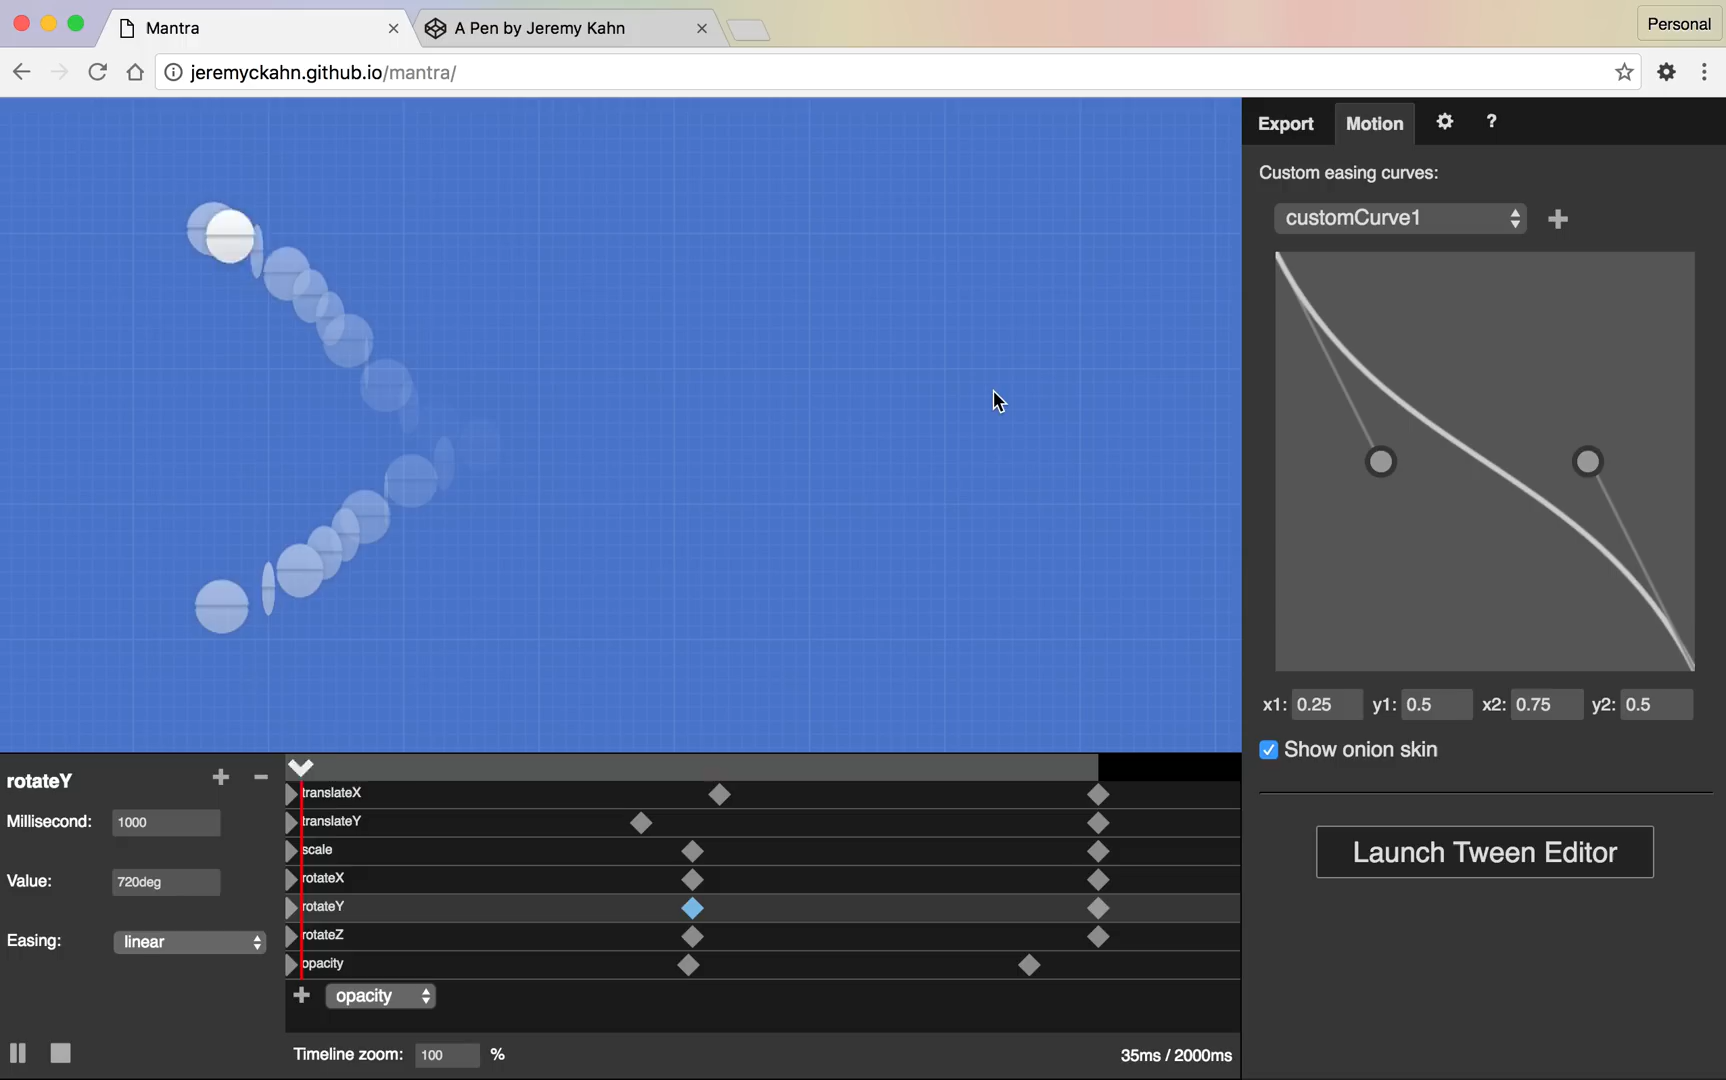 Mantra
A Pen by Jeremy Kahn
Personal
jeremyckahn.github.io/mantra/
Export Motion ?
Custom easing curves:
customCurve1
x1: 0.25 y1: 0.5 x2: 0.75 y2: 0.5
Show onion skin
Launch Tween Editor
rotateY
Millisecond: 1000
Value: 720deg
Easing: linear
translateX
translateY
scale
rotateX
rotateY
rotateZ
opacity
opacity
Timeline zoom: 100 %
35ms / 2000ms